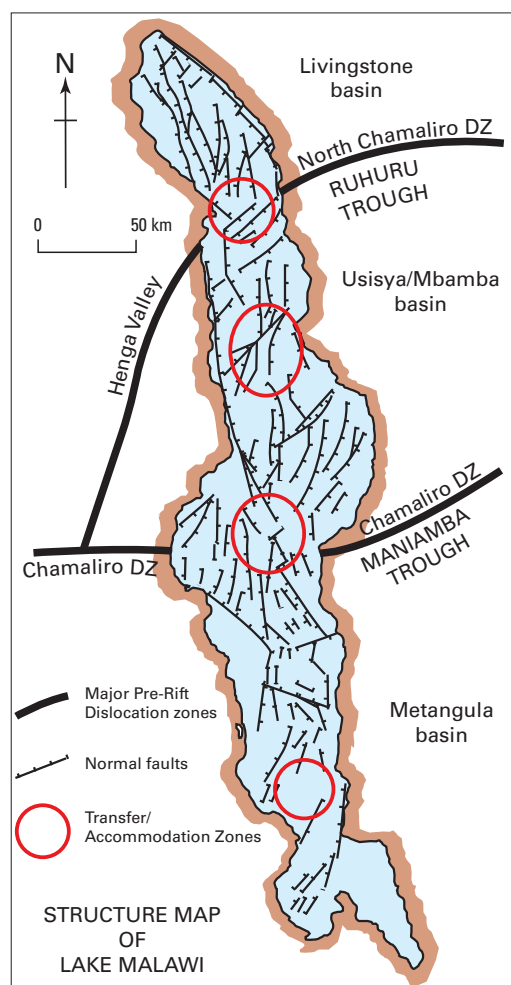 N
0
50 km
Livingstone
basin
North Chamaliro DZ
RUHURU
TROUGH
Usisya/Mbamba
basin
Henga Valley
Chamaliro DZ
Chamaliro DZ
MANIAMBA
TROUGH
Metangula
basin
Major Pre-Rift
Dislocation zones
Normal faults
Transfer/
Accommodation Zones
STRUCTURE MAP
OF
LAKE MALAWI